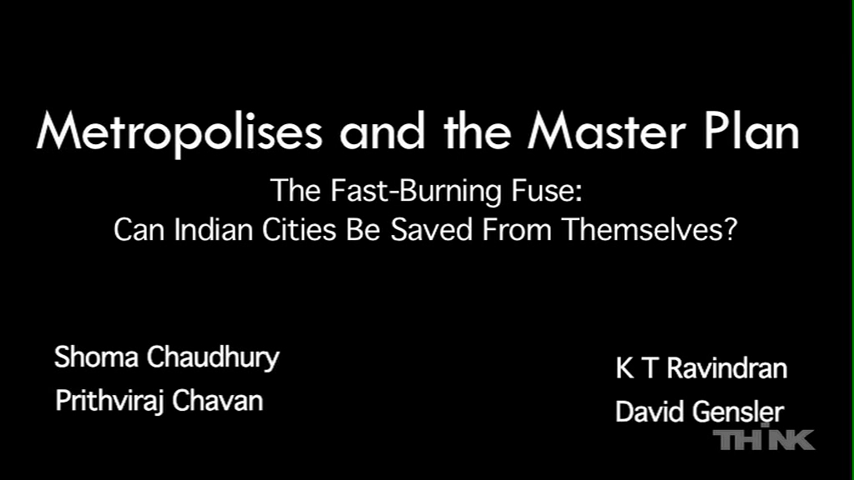 Metropolises and the Master Plan
The Fast-Burning Fuse:
Can Indian Cities Be Saved From Themselves?
Shoma Chaudhury
Prithviraj Chavan
K T Ravindran
David Gensler
THiNK